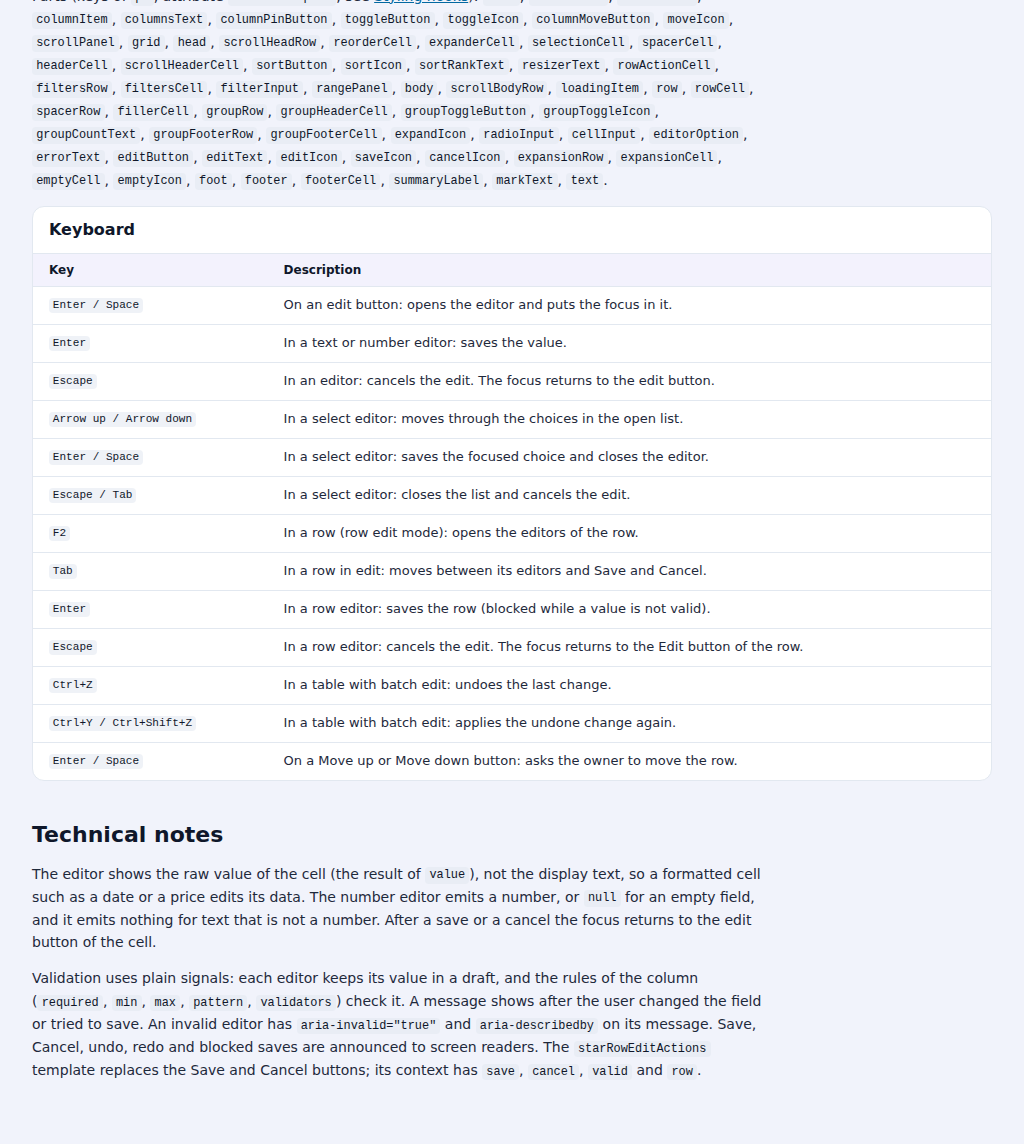 columnItem , columnsText , columnPinButton , toggleButton , toggleIcon , columnMoveButton , moveIcon ,
scrollPanel , grid , head , scrollHeadRow , reorderCell , expanderCell , selectionCell , spacerCell ,
headerCell , scrollHeaderCell , sortButton , sortIcon , sortRankText , resizerText , rowActionCell ,
filtersRow , filtersCell , filterInput , rangePanel , body , scrollBodyRow , loadingItem , row , rowCell ,
spacerRow , fillerCell , groupRow , groupHeaderCell , groupToggleButton , groupToggleIcon ,
groupCountText , groupFooterRow , groupFooterCell , expandIcon , radioInput , cellInput , editorOption ,
errorText , editButton , editText , editIcon , saveIcon , cancelIcon , expansionRow , expansionCell ,
emptyCell , emptyIcon , foot , footer , footerCell , summaryLabel , markText , text .
Keyboard
Key Description
Enter / Space On an edit button: opens the editor and puts the focus in it.
Enter In a text or number editor: saves the value.
Escape In an editor: cancels the edit. The focus returns to the edit button.
Arrow up / Arrow down In a select editor: moves through the choices in the open list.
Enter / Space In a select editor: saves the focused choice and closes the editor.
Escape / Tab In a select editor: closes the list and cancels the edit.
F2 In a row (row edit mode): opens the editors of the row.
Tab In a row in edit: moves between its editors and Save and Cancel.
Enter In a row editor: saves the row (blocked while a value is not valid).
Escape In a row editor: cancels the edit. The focus returns to the Edit button of the row.
Ctrl+Z In a table with batch edit: undoes the last change.
Ctrl+Y / Ctrl+Shift+Z In a table with batch edit: applies the undone change again.
Enter / Space On a Move up or Move down button: asks the owner to move the row.
Technical notes
The editor shows the raw value of the cell (the result of value ), not the display text, so a formatted cell
such as a date or a price edits its data. The number editor emits a number, or null for an empty field,
and it emits nothing for text that is not a number. After a save or a cancel the focus returns to the edit
button of the cell.
Validation uses plain signals: each editor keeps its value in a draft, and the rules of the column
( required , min , max , pattern , validators ) check it. A message shows after the user changed the field
or tried to save. An invalid editor has aria-invalid="true" and aria-describedby on its message. Save,
Cancel, undo, redo and blocked saves are announced to screen readers. The starRowEditActions
template replaces the Save and Cancel buttons; its context has save , cancel , valid and row .